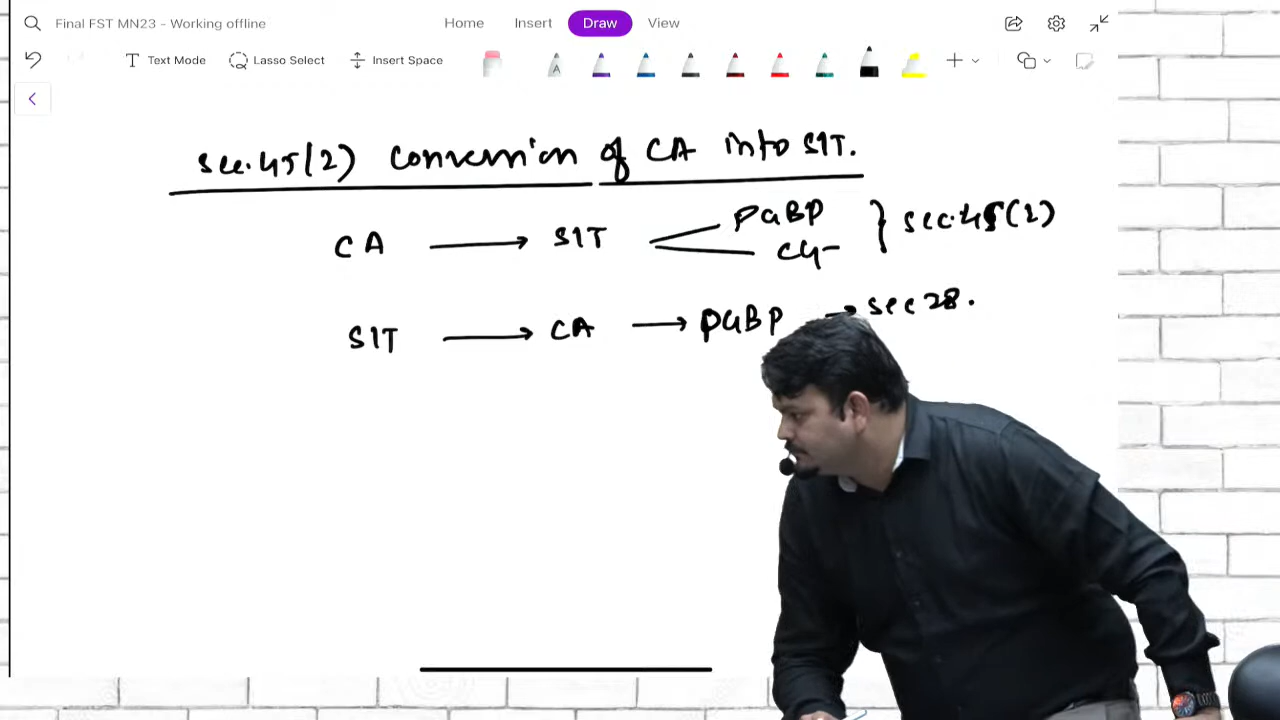 Final FST MN23 - Working offline
Home Insert Draw View
Text Mode Lasso Select Insert Space
A
sec.45(2) Conversion of CA into SIT.
CA → SIT PGBP } sec.45(2)
CG
SIT → CA → PGBP → sec 28.